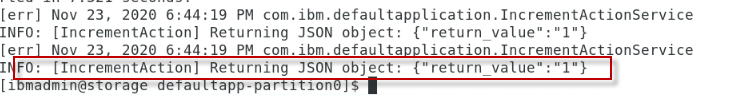 [err] Nov 23, 2020 6:44:19 PM com.ibm.defaultapplication.IncrementActionService
INFO: [IncrementAction] Returning JSON object: {"return_value":"1"}
[err] Nov 23, 2020 6:44:19 PM com.ibm.defaultapplication.IncrementActionService
INFO: [IncrementAction] Returning JSON object: {"return_value":"1"}
[ibmadmin@storage defaultapp-partition0]$